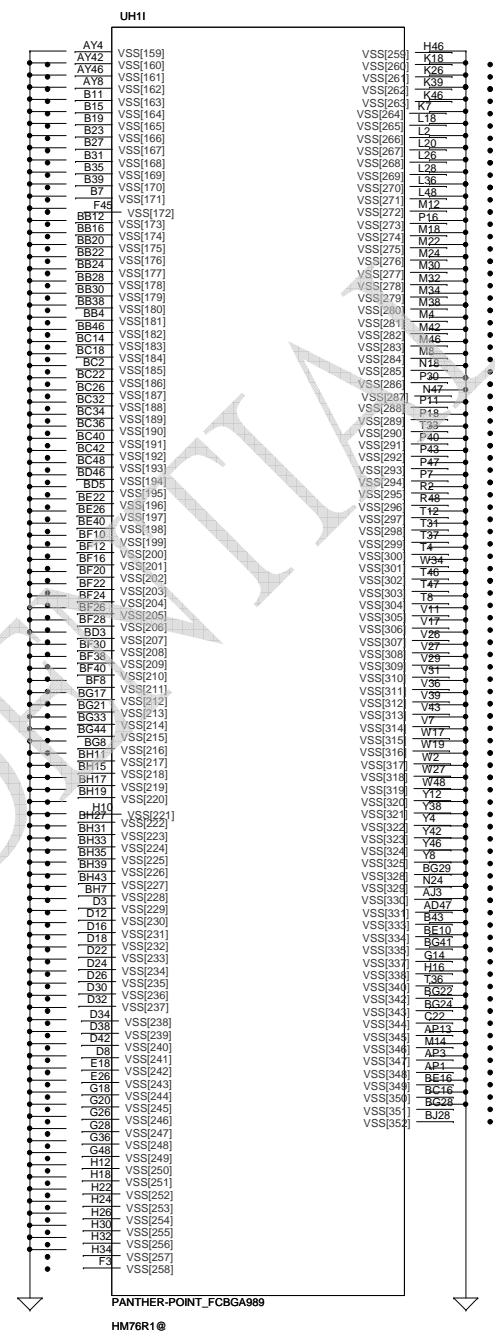 UH1I
AY4 VSS[159]
AY42 VSS[160]
AY46 VSS[161]
AY8 VSS[162]
B11 VSS[163]
B15 VSS[164]
B19 VSS[165]
B23 VSS[166]
B27 VSS[167]
B31 VSS[168]
B35 VSS[169]
B39 VSS[170]
B7 VSS[171]
F45 VSS[172]
BB12 VSS[173]
BB16 VSS[174]
BB20 VSS[175]
BB22 VSS[176]
BB24 VSS[177]
BB28 VSS[178]
BB30 VSS[179]
BB38 VSS[180]
BB4 VSS[181]
BB46 VSS[182]
BC14 VSS[183]
BC18 VSS[184]
BC2 VSS[185]
BC22 VSS[186]
BC26 VSS[187]
BC32 VSS[188]
BC34 VSS[189]
BC36 VSS[190]
BC40 VSS[191]
BC42 VSS[192]
BC48 VSS[193]
BD46 VSS[194]
BD5 VSS[195]
BE22 VSS[196]
BE26 VSS[197]
BE40 VSS[198]
BF10 VSS[199]
BF12 VSS[200]
BF16 VSS[201]
BF20 VSS[202]
BF22 VSS[203]
BF24 VSS[204]
BF26 VSS[205]
BF28 VSS[206]
BD3 VSS[207]
BF30 VSS[208]
BF38 VSS[209]
BF40 VSS[210]
BF8 VSS[211]
BG17 VSS[212]
BG21 VSS[213]
BG33 VSS[214]
BG44 VSS[215]
BG8 VSS[216]
BH11 VSS[217]
BH15 VSS[218]
BH17 VSS[219]
BH19 VSS[220]
H10 VSS[221]
BH27 VSS[222]
BH31 VSS[223]
BH33 VSS[224]
BH35 VSS[225]
BH39 VSS[226]
BH43 VSS[227]
BH7 VSS[228]
D3 VSS[229]
D12 VSS[230]
D16 VSS[231]
D18 VSS[232]
D22 VSS[233]
D24 VSS[234]
D26 VSS[235]
D30 VSS[236]
D32 VSS[237]
D34 VSS[238]
D38 VSS[239]
D42 VSS[240]
D8 VSS[241]
E18 VSS[242]
E26 VSS[243]
G18 VSS[244]
G20 VSS[245]
G26 VSS[246]
G28 VSS[247]
G36 VSS[248]
G48 VSS[249]
H12 VSS[250]
H18 VSS[251]
H22 VSS[252]
H24 VSS[253]
H26 VSS[254]
H30 VSS[255]
H32 VSS[256]
H34 VSS[257]
F3 VSS[258]
VSS[259] H46
VSS[260] K18
VSS[261] K26
VSS[262] K39
VSS[263] K46
VSS[264] K7
VSS[265] L18
VSS[266] L2
VSS[267] L20
VSS[268] L26
VSS[269] L28
VSS[270] L36
VSS[271] L48
VSS[272] M12
VSS[273] P16
VSS[274] M18
VSS[275] M22
VSS[276] M24
VSS[277] M30
VSS[278] M32
VSS[279] M34
VSS[280] M38
VSS[281] M4
VSS[282] M42
VSS[283] M46
VSS[284] M8
VSS[285] N18
VSS[286] P30
VSS[287] N47
VSS[288] P11
VSS[289] P18
VSS[290] T33
VSS[291] P40
VSS[292] P43
VSS[293] P47
VSS[294] P7
VSS[295] R2
VSS[296] R48
VSS[297] T12
VSS[298] T31
VSS[299] T37
VSS[300] T4
VSS[301] W34
VSS[302] T46
VSS[303] T47
VSS[304] T8
VSS[305] V11
VSS[306] V17
VSS[307] V26
VSS[308] V27
VSS[309] V29
VSS[310] V31
VSS[311] V36
VSS[312] V39
VSS[313] V43
VSS[314] V7
VSS[315] W17
VSS[316] W19
VSS[317] W2
VSS[318] W27
VSS[319] W48
VSS[320] Y12
VSS[321] Y38
VSS[322] Y4
VSS[323] Y42
VSS[324] Y46
VSS[325] Y8
VSS[328] BG29
VSS[329] N24
VSS[330] AJ3
VSS[331] AD47
VSS[333] B43
VSS[334] BE10
VSS[335] BG41
VSS[337] G14
VSS[338] H16
VSS[340] T36
VSS[342] BG22
VSS[343] BG24
VSS[344] C22
VSS[345] AP13
VSS[346] M14
VSS[347] AP3
VSS[348] AP1
VSS[349] BE16
VSS[350] BC16
VSS[351] BG28
VSS[352] BJ28
DENTIAL
PANTHER-POINT_FCBGA989
HM76R1@